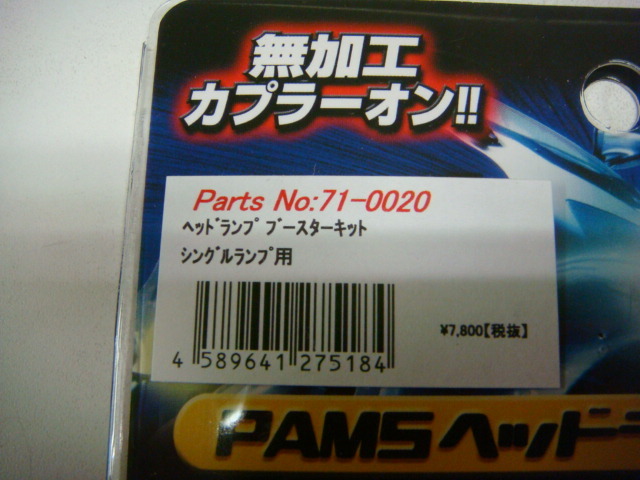 無加工
カプラーオン!!
Parts No:71-0020
ﾍｯﾄﾞﾗﾝﾌﾟ ﾌﾞｰｽﾀｰｷｯﾄ
ｼﾝｸﾞﾙﾗﾝﾌﾟ用
¥7,800【税抜】
4 589641 275184
PAMSヘッド